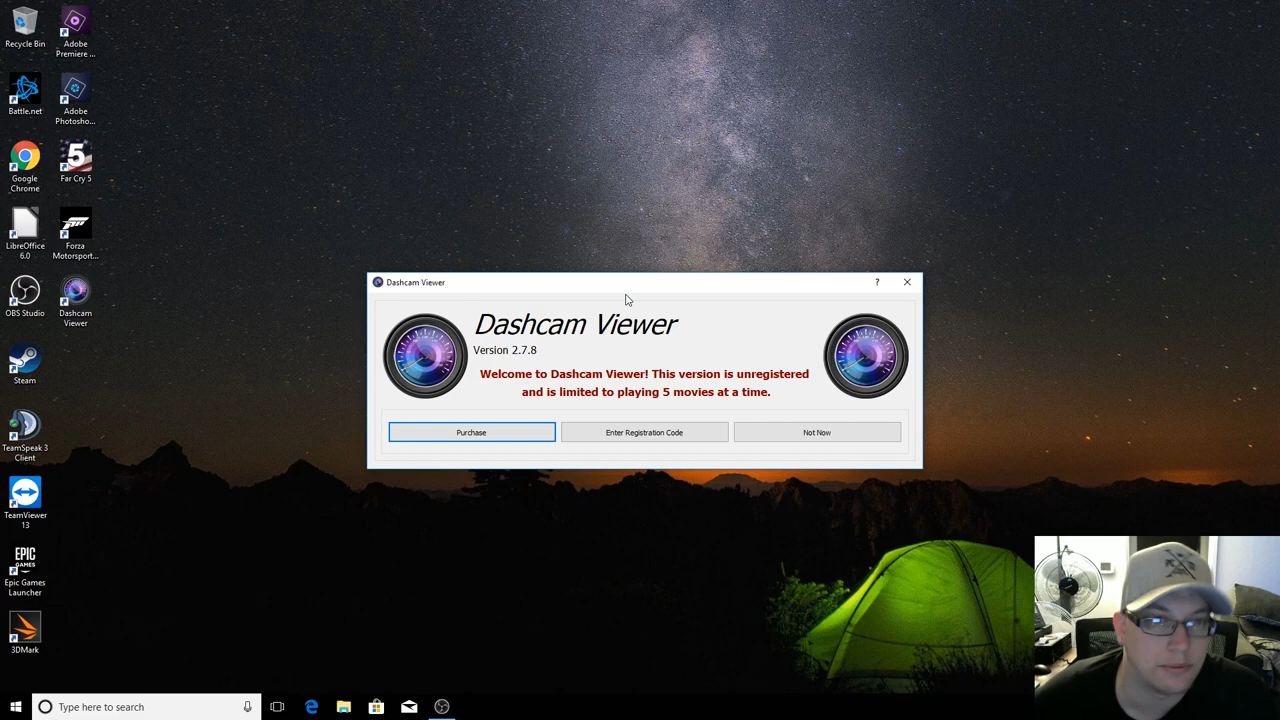 Recycle Bin
Adobe
Premiere ...
Battle.net
Adobe
Photosho...
Google
Chrome
5
Far Cry 5
LibreOffice
6.0
Forza
Motorsport...
OBS Studio
Dashcam
Viewer
Steam
TeamSpeak 3
Client
TeamViewer
13
EPIC
GAMES
Epic Games
Launcher
3DMark
Dashcam Viewer
?
Dashcam Viewer
Version 2.7.8
Welcome to Dashcam Viewer! This version is unregistered
and is limited to playing 5 movies at a time.
Purchase
Enter Registration Code
Not Now
Type here to search